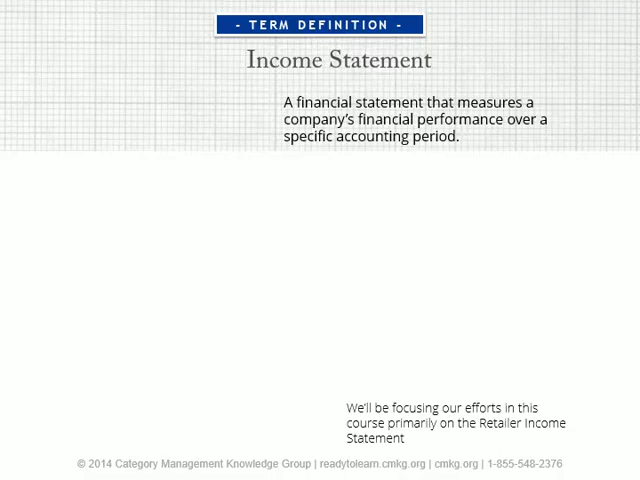 - TERM DEFINITION -
Income Statement
A financial statement that measures a
company's financial performance over a
specific accounting period.
We'll be focusing our efforts in this
course primarily on the Retailer Income
Statement
© 2014 Category Management Knowledge Group | readytolearn.cmkg.org | cmkg.org | 1-855-548-2376